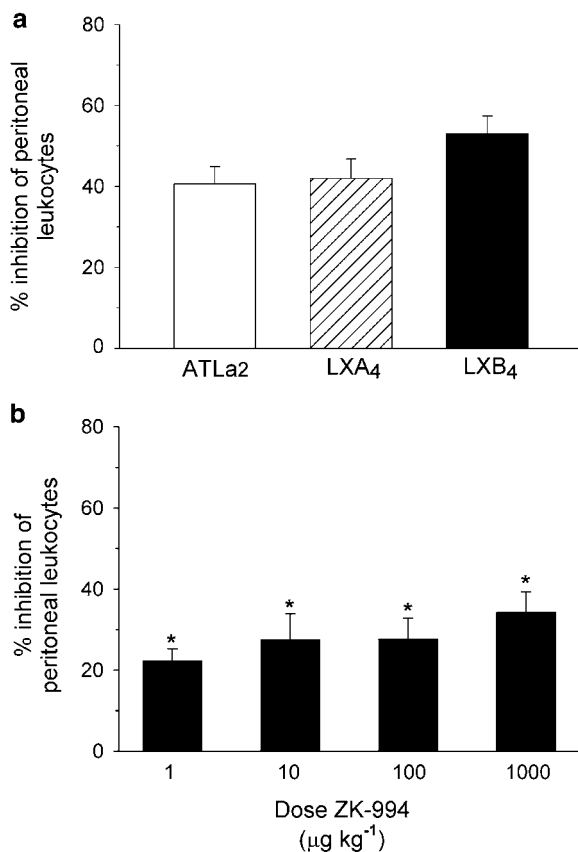 a
% inhibition of peritoneal
leukocytes
80
60
40
20
0
ATLa2 LXA₄ LXB₄
b
% inhibition of
peritoneal leukocytes
80
60
40
20
0
* * * *
1 10 100 1000
Dose ZK-994
(μg kg⁻¹)